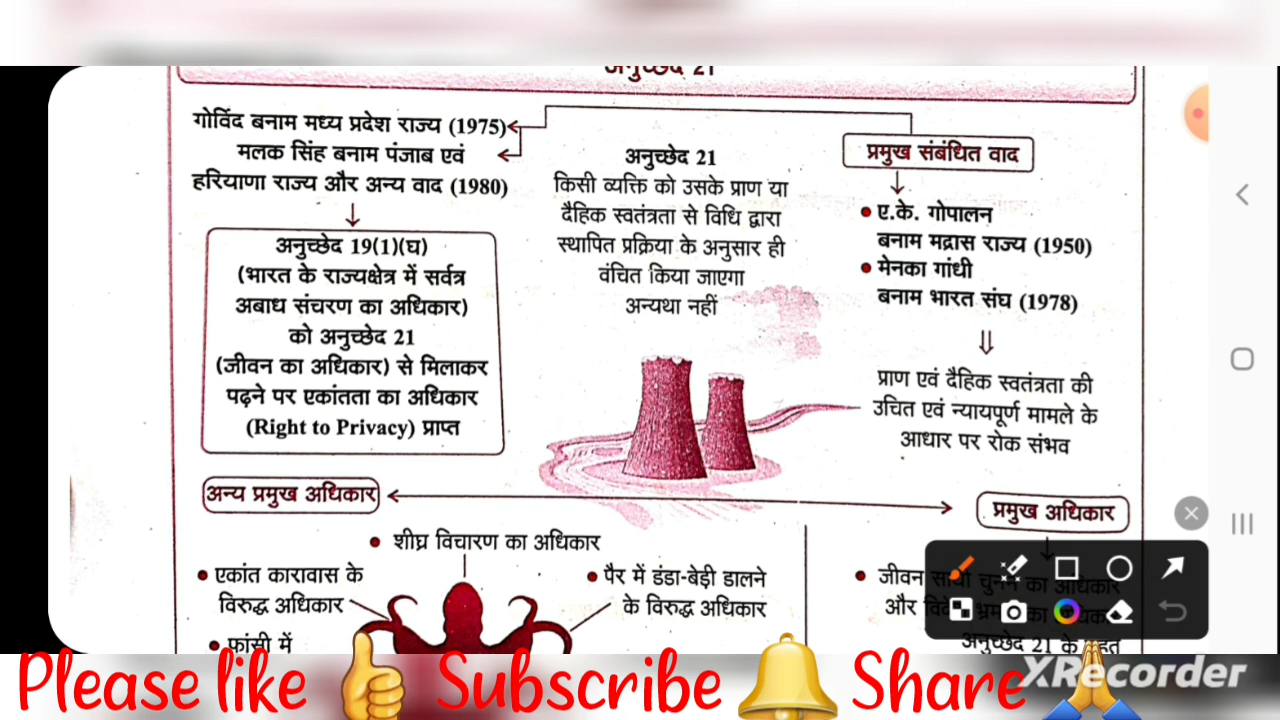 अनुच्छेद 21
गोविंद बनाम मध्य प्रदेश राज्य (1975)
मलक सिंह बनाम पंजाब एवं
हरियाणा राज्य और अन्य वाद (1980)
अनुच्छेद 19(1)(घ)
(भारत के राज्यक्षेत्र में सर्वत्र
अबाध संचरण का अधिकार)
को अनुच्छेद 21
(जीवन का अधिकार) से मिलाकर
पढ़ने पर एकांतता का अधिकार
(Right to Privacy) प्राप्त
अनुच्छेद 21
किसी व्यक्ति को उसके प्राण या
दैहिक स्वतंत्रता से विधि द्वारा
स्थापित प्रक्रिया के अनुसार ही
वंचित किया जाएगा
अन्यथा नहीं
प्रमुख संबंधित वाद
ए.के. गोपालन
बनाम मद्रास राज्य (1950)
मेनका गांधी
बनाम भारत संघ (1978)
प्राण एवं दैहिक स्वतंत्रता की
उचित एवं न्यायपूर्ण मामले के
आधार पर रोक संभव
अन्य प्रमुख अधिकार
प्रमुख अधिकार
शीघ्र विचारण का अधिकार
एकांत कारावास के
विरुद्ध अधिकार
फांसी में
पैर में डंडा-बेड़ी डालने
के विरुद्ध अधिकार
जीवन साथी चुनने का अधिकार
और का
अनुच्छेद 21 के
Please like Subscribe Share
XRecorder